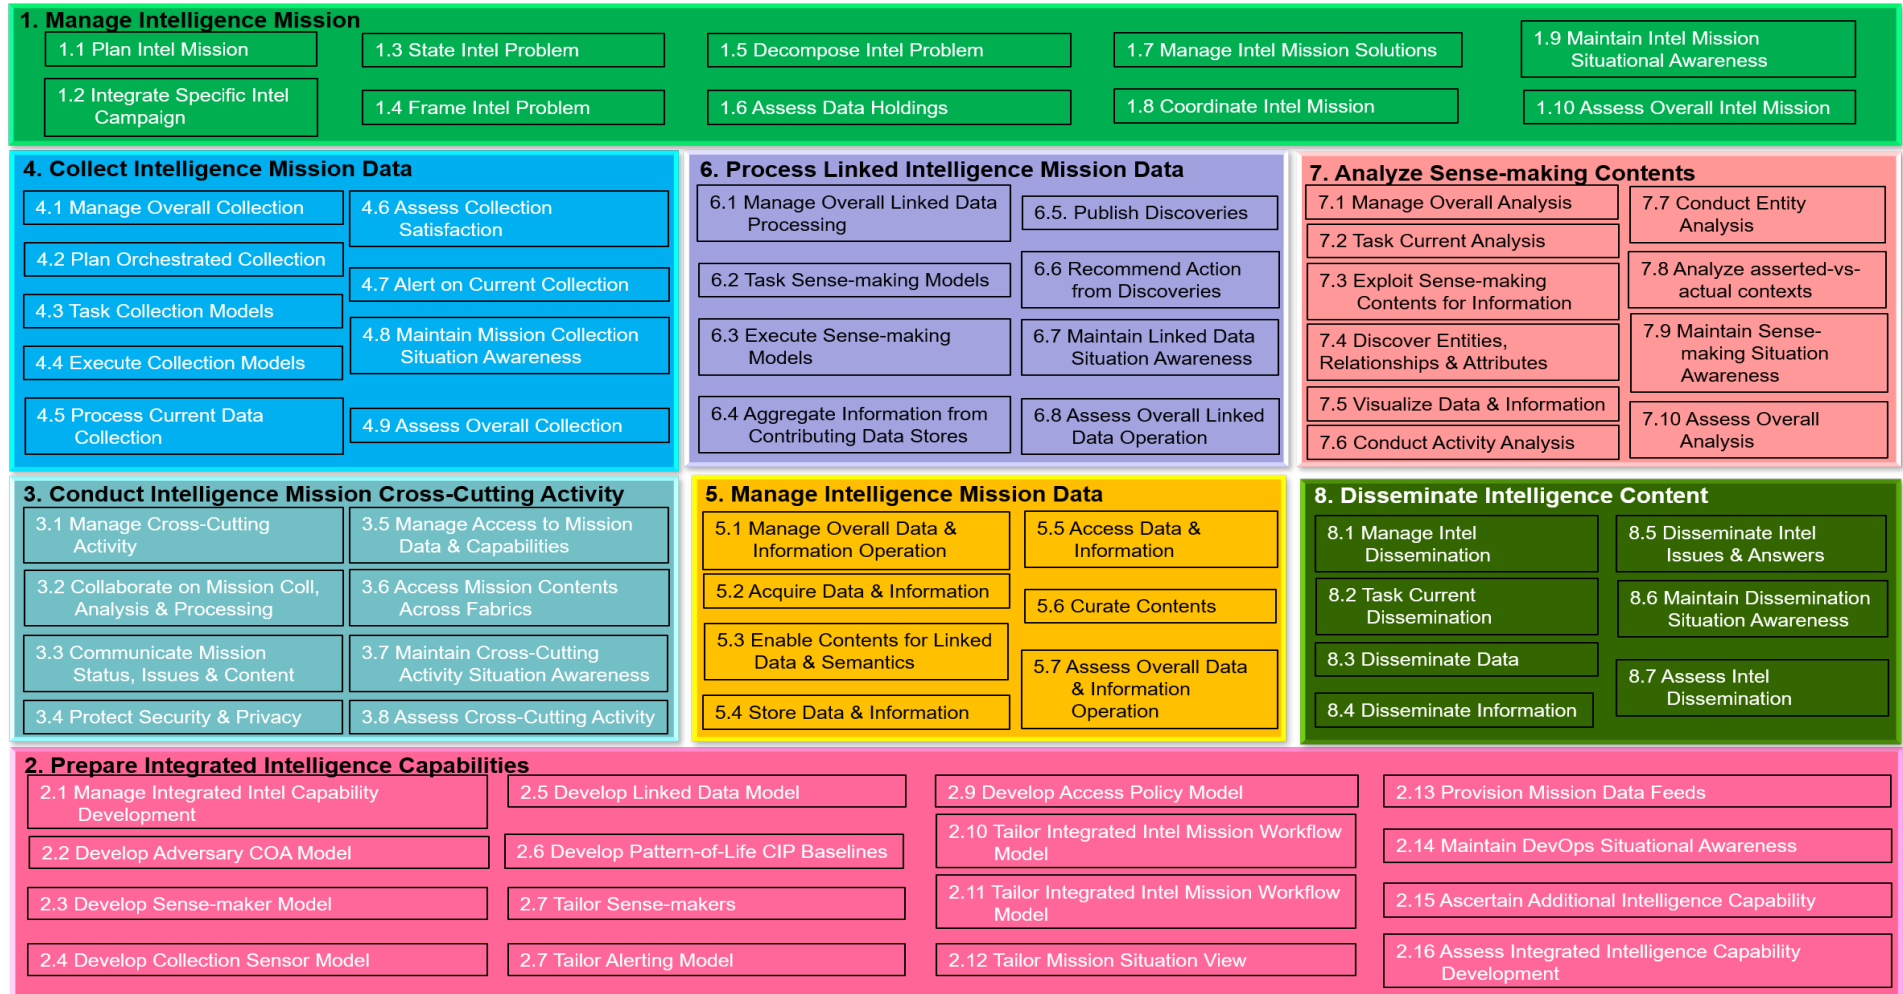 1. Manage Intelligence Mission
1.1 Plan Intel Mission
1.2 Integrate Specific Intel
Campaign
1.3 State Intel Problem
1.4 Frame Intel Problem
1.5 Decompose Intel Problem
1.6 Assess Data Holdings
1.7 Manage Intel Mission Solutions
1.8 Coordinate Intel Mission
1.9 Maintain Intel Mission
Situational Awareness
1.10 Assess Overall Intel Mission
4. Collect Intelligence Mission Data
4.1 Manage Overall Collection
4.2 Plan Orchestrated Collection
4.3 Task Collection Models
4.4 Execute Collection Models
4.5 Process Current Data
Collection
4.6 Assess Collection
Satisfaction
4.7 Alert on Current Collection
4.8 Maintain Mission Collection
Situation Awareness
4.9 Assess Overall Collection
6. Process Linked Intelligence Mission Data
6.1 Manage Overall Linked Data
Processing
6.2 Task Sense-making Models
6.3 Execute Sense-making
Models
6.4 Aggregate Information from
Contributing Data Stores
6.5. Publish Discoveries
6.6 Recommend Action
from Discoveries
6.7 Maintain Linked Data
Situation Awareness
6.8 Assess Overall Linked
Data Operation
7. Analyze Sense-making Contents
7.1 Manage Overall Analysis
7.2 Task Current Analysis
7.3 Exploit Sense-making
Contents for Information
7.4 Discover Entities,
Relationships & Attributes
7.5 Visualize Data & Information
7.6 Conduct Activity Analysis
7.7 Conduct Entity
Analysis
7.8 Analyze asserted-vs-
actual contexts
7.9 Maintain Sense-
making Situation
Awareness
7.10 Assess Overall
Analysis
3. Conduct Intelligence Mission Cross-Cutting Activity
3.1 Manage Cross-Cutting
Activity
3.2 Collaborate on Mission Coll,
Analysis & Processing
3.3 Communicate Mission
Status, Issues & Content
3.4 Protect Security & Privacy
3.5 Manage Access to Mission
Data & Capabilities
3.6 Access Mission Contents
Across Fabrics
3.7 Maintain Cross-Cutting
Activity Situation Awareness
3.8 Assess Cross-Cutting Activity
5. Manage Intelligence Mission Data
5.1 Manage Overall Data &
Information Operation
5.2 Acquire Data & Information
5.3 Enable Contents for Linked
Data & Semantics
5.4 Store Data & Information
5.5 Access Data &
Information
5.6 Curate Contents
5.7 Assess Overall Data
& Information
Operation
8. Disseminate Intelligence Content
8.1 Manage Intel
Dissemination
8.2 Task Current
Dissemination
8.3 Disseminate Data
8.4 Disseminate Information
8.5 Disseminate Intel
Issues & Answers
8.6 Maintain Dissemination
Situation Awareness
8.7 Assess Intel
Dissemination
2. Prepare Integrated Intelligence Capabilities
2.1 Manage Integrated Intel Capability
Development
2.2 Develop Adversary COA Model
2.3 Develop Sense-maker Model
2.4 Develop Collection Sensor Model
2.5 Develop Linked Data Model
2.6 Develop Pattern-of-Life CIP Baselines
2.7 Tailor Sense-makers
2.7 Tailor Alerting Model
2.9 Develop Access Policy Model
2.10 Tailor Integrated Intel Mission Workflow
Model
2.11 Tailor Integrated Intel Mission Workflow
Model
2.12 Tailor Mission Situation View
2.13 Provision Mission Data Feeds
2.14 Maintain DevOps Situational Awareness
2.15 Ascertain Additional Intelligence Capability
2.16 Assess Integrated Intelligence Capability
Development